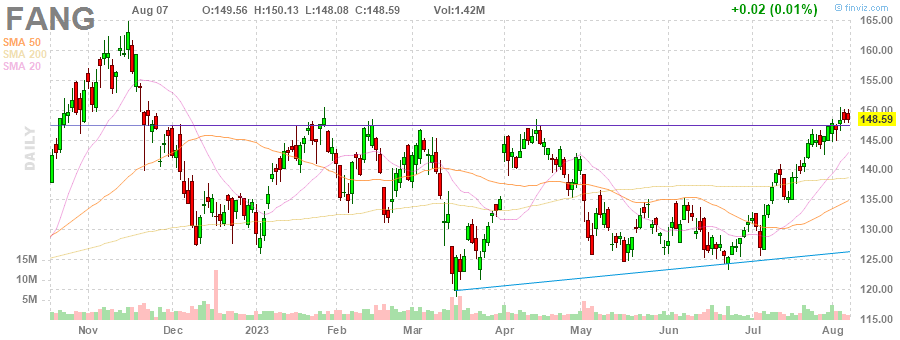 FANG Aug 07 O:149.56 H:150.13 L:148.08 C:148.59 Vol:1.42M +0.02 (0.01%) © finviz.com
SMA 50
SMA 200
SMA 20
DAILY
165.00
160.00
155.00
150.00
148.59
145.00
140.00
135.00
130.00
125.00
120.00
115.00
15M
10M
5M
Nov Dec 2023 Feb Mar Apr May Jun Jul Aug